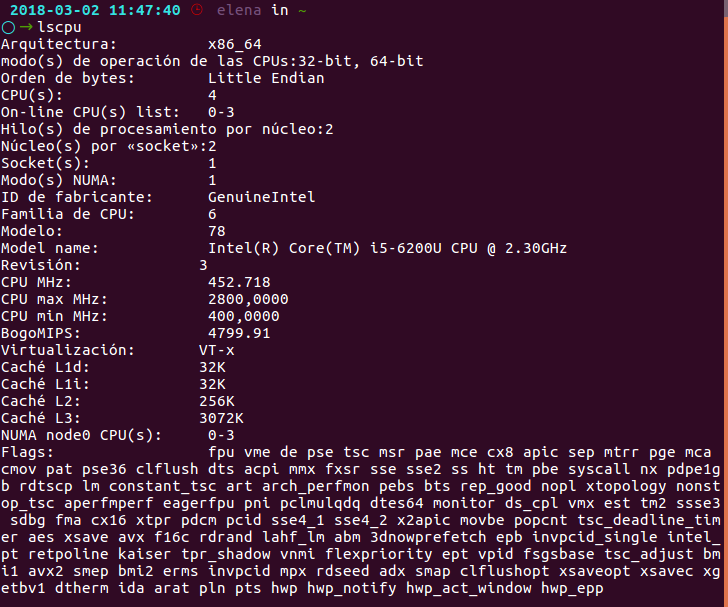 2018-03-02 11:47:40 elena in ~
→lscpu
Arquitectura: x86_64
modo(s) de operación de las CPUs:32-bit, 64-bit
Orden de bytes: Little Endian
CPU(s): 4
On-line CPU(s) list: 0-3
Hilo(s) de procesamiento por núcleo:2
Núcleo(s) por «socket»:2
Socket(s): 1
Modo(s) NUMA: 1
ID de fabricante: GenuineIntel
Familia de CPU: 6
Modelo: 78
Model name: Intel(R) Core(TM) i5-6200U CPU @ 2.30GHz
Revisión: 3
CPU MHz: 452.718
CPU max MHz: 2800,0000
CPU min MHz: 400,0000
BogoMIPS: 4799.91
Virtualización: VT-x
Caché L1d: 32K
Caché L1i: 32K
Caché L2: 256K
Caché L3: 3072K
NUMA node0 CPU(s): 0-3
Flags: fpu vme de pse tsc msr pae mce cx8 apic sep mtrr pge mca
cmov pat pse36 clflush dts acpi mmx fxsr sse sse2 ss ht tm pbe syscall nx pdpe1g
b rdtscp lm constant_tsc art arch_perfmon pebs bts rep_good nopl xtopology nonst
op_tsc aperfmperf eagerfpu pni pclmulqdq dtes64 monitor ds_cpl vmx est tm2 ssse3
sdbg fma cx16 xtpr pdcm pcid sse4_1 sse4_2 x2apic movbe popcnt tsc_deadline_tim
er aes xsave avx f16c rdrand lahf_lm abm 3dnowprefetch epb invpcid_single intel_
pt retpoline kaiser tpr_shadow vnmi flexpriority ept vpid fsgsbase tsc_adjust bm
i1 avx2 smep bmi2 erms invpcid mpx rdseed adx smap clflushopt xsaveopt xsavec xg
etbv1 dtherm ida arat pln pts hwp hwp_notify hwp_act_window hwp_epp